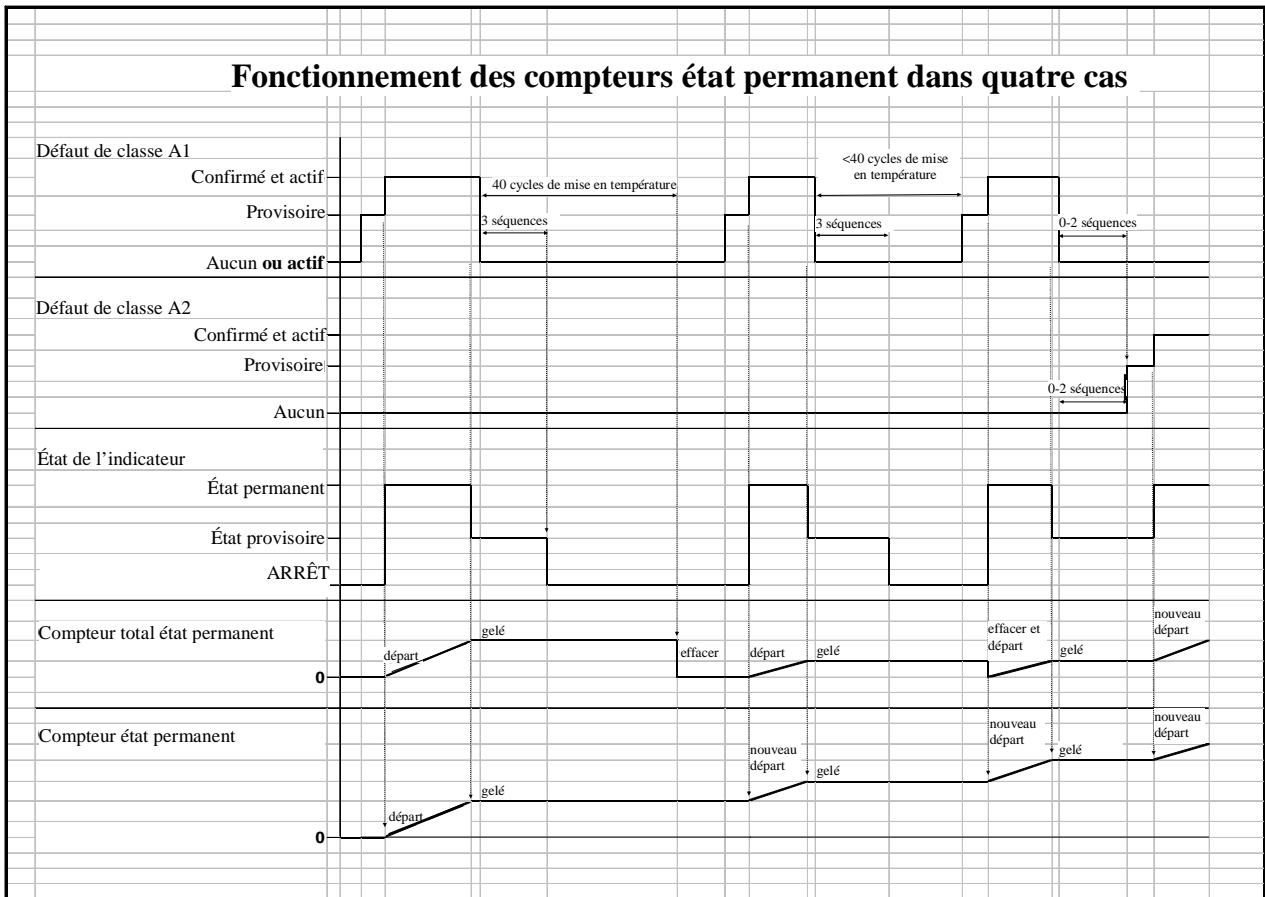 Fonctionnement des compteurs état permanent dans quatre cas
Défaut de classe A1
Confirmé et actif
Provisoire
Aucun ou actif
40 cycles de mise en température
3 séquences
<40 cycles de mise
en température
3 séquences
0-2 séquences
Défaut de classe A2
Confirmé et actif
Provisoire
Aucun
0-2 séquences
État de l’indicateur
État permanent
État provisoire
ARRÊT
Compteur total état permanent
0
départ
gelé
effacer
départ
gelé
effacer et
départ
gelé
nouveau
départ
Compteur état permanent
0
départ
gelé
nouveau
départ
gelé
nouveau
départ
gelé
nouveau
départ